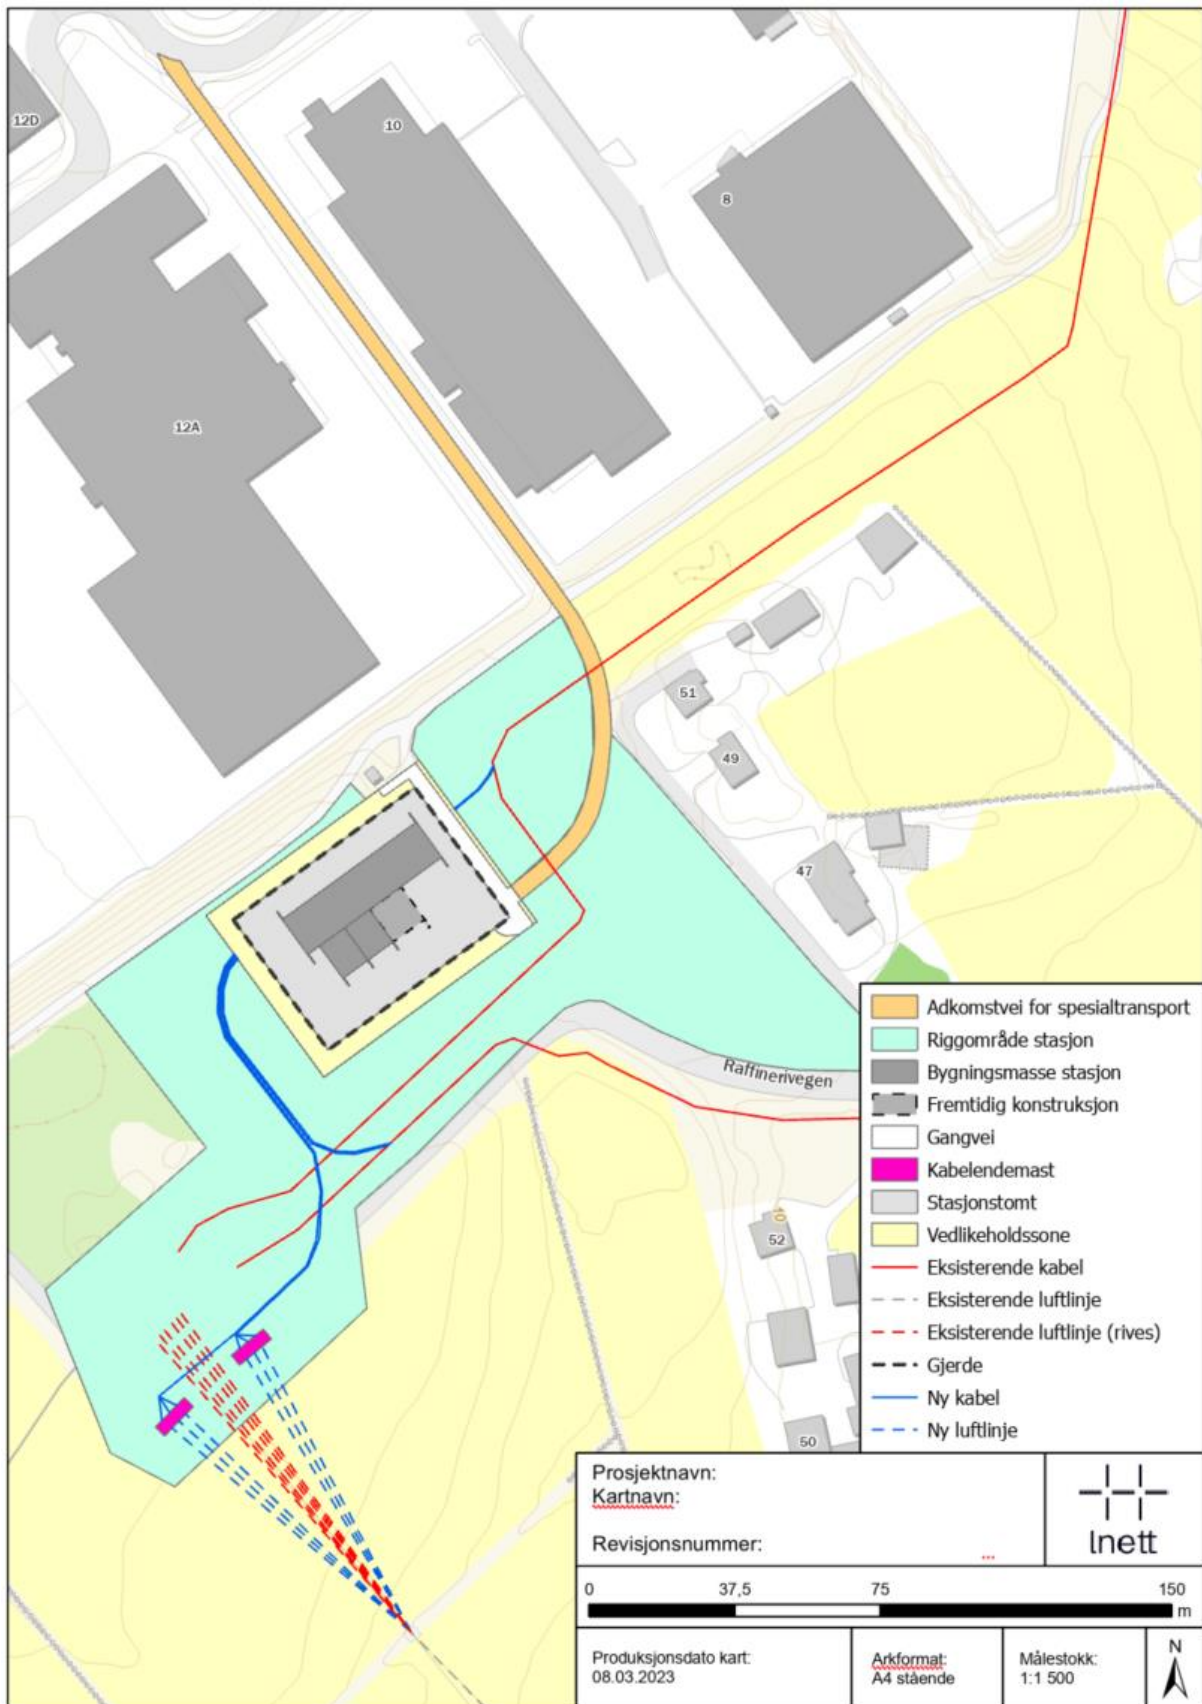 12D
10
8
12A
51
49
47
Raffinerivegen
10
52
50
Adkomstvei for spesialtransport
Riggområde stasjon
Bygningsmasse stasjon
Fremtidig konstruksjon
Gangvei
Kabelendemast
Stasjonstomt
Vedlikeholdssone
Eksisterende kabel
Eksisterende luftlinje
Eksisterende luftlinje (rives)
Gjerde
Ny kabel
Ny luftlinje
Prosjektnavn:
Kartnavn:
Revisjonsnummer:
...
lnett
0 37,5 75 150
m
Produksjonsdato kart:
08.03.2023
Arkformat:
A4 stående
Målestokk:
1:1 500
N